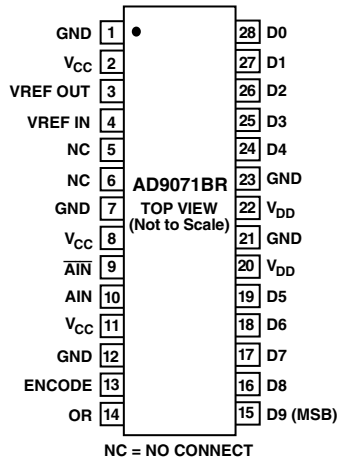 GND 1 28 D0
VCC 2 27 D1
VREF OUT 3 26 D2
VREF IN 4 25 D3
NC 5 24 D4
NC 6 23 GND
AD9071BR
GND 7 22 VDD
TOP VIEW
(Not to Scale)
VCC 8 21 GND
AIN 9 20 VDD
AIN 10 19 D5
VCC 11 18 D6
GND 12 17 D7
ENCODE 13 16 D8
OR 14 15 D9 (MSB)
NC = NO CONNECT